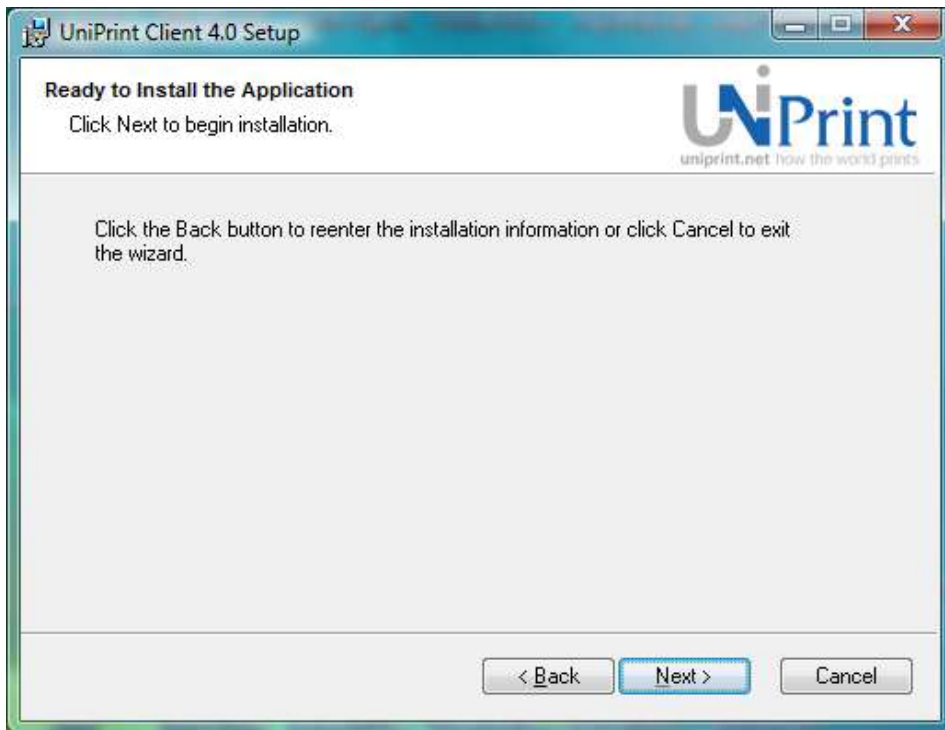 UniPrint Client 4.0 Setup
Ready to Install the Application
Click Next to begin installation.
UNiPrint
uniprint.net how the world prints
Click the Back button to reenter the installation information or click Cancel to exit
the wizard.
< Back Next > Cancel